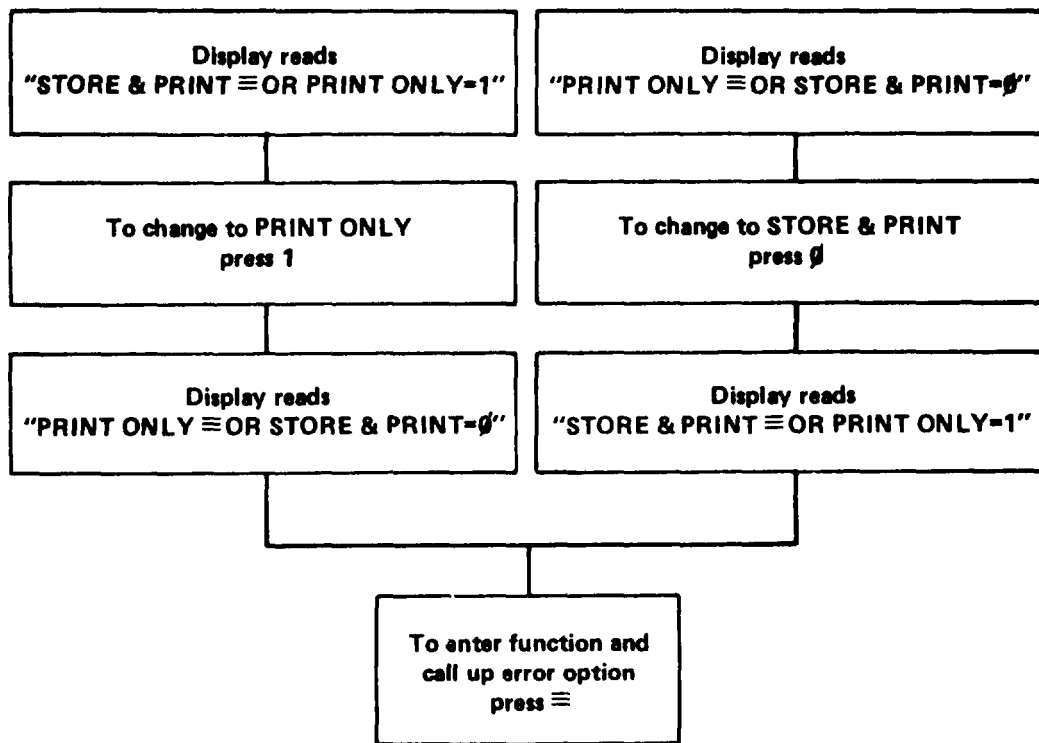 Display reads
"STORE & PRINT ≡ OR PRINT ONLY=1"
To change to PRINT ONLY
press 1
Display reads
"PRINT ONLY ≡ OR STORE & PRINT=Ø"
Display reads
"PRINT ONLY ≡ OR STORE & PRINT=Ø"
To change to STORE & PRINT
press Ø
Display reads
"STORE & PRINT ≡ OR PRINT ONLY=1"
To enter function and
call up error option
press ≡